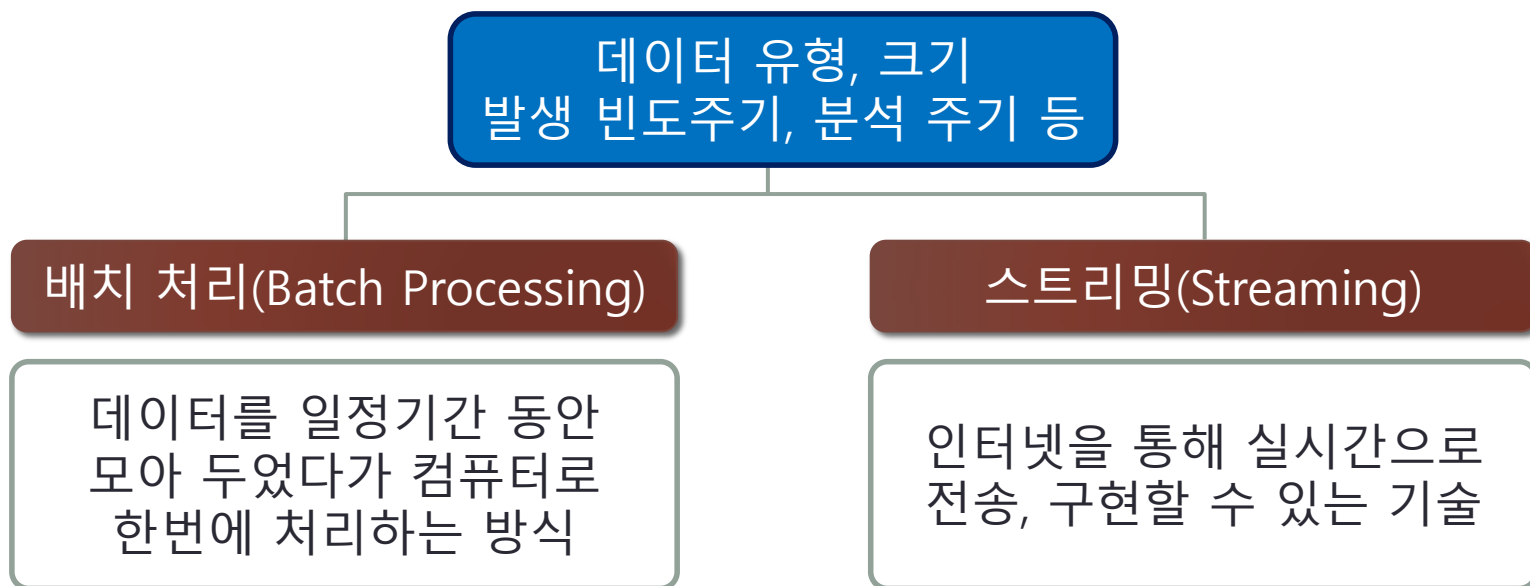 데이터 유형, 크기
발생 빈도주기, 분석 주기 등
배치 처리(Batch Processing)
데이터를 일정기간 동안
모아 두었다가 컴퓨터로
한번에 처리하는 방식
스트리밍(Streaming)
인터넷을 통해 실시간으로
전송, 구현할 수 있는 기술